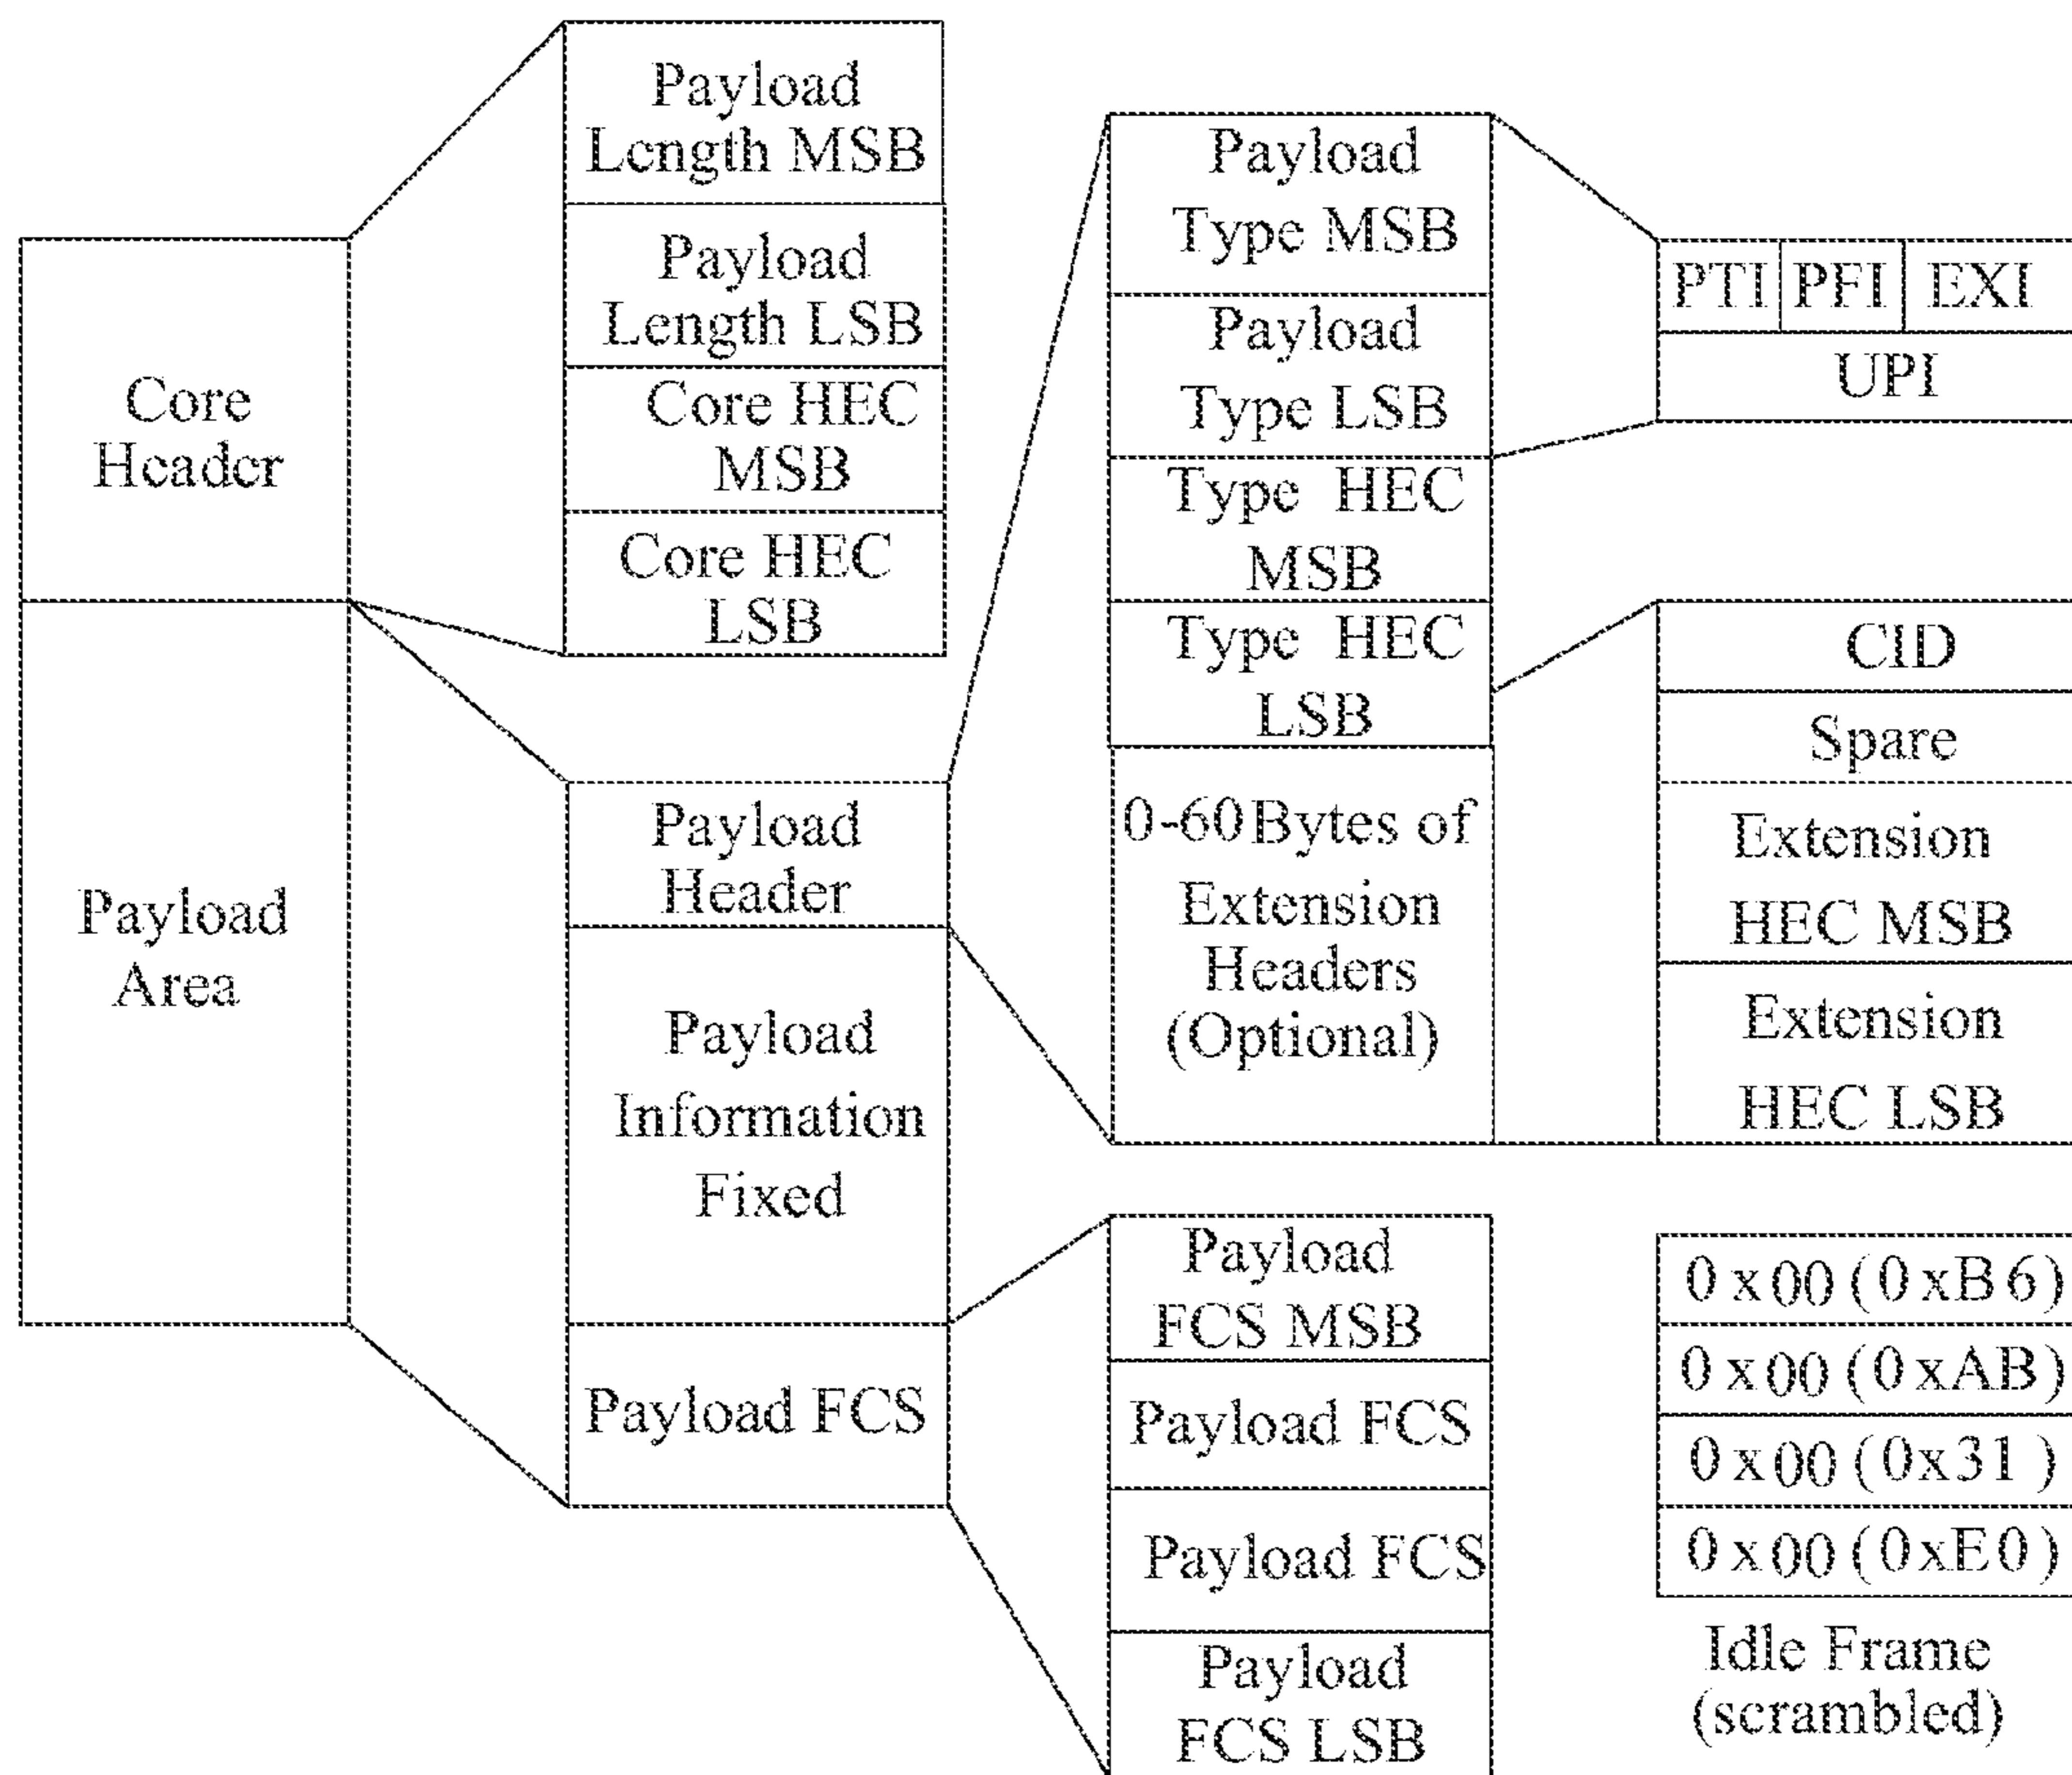 Core
Header
Payload
Area
Payload
Length MSB
Payload
Length LSB
Core HEC
MSB
Core HEC
LSB
Payload
Header
Payload
Information
Fixed
Payload FCS
Payload
Type MSB
Payload
Type LSB
Type HEC
MSB
Type HEC
LSB
0-60 Bytes of
Extension
Headers
(Optional)
Payload
FCS MSB
Payload FCS
Payload FCS
Payload
FCS LSB
PTI PFI EXI
UPI
CID
Spare
Extension
HEC MSB
Extension
HEC LSB
0x00 (0xB6)
0x00 (0xAB)
0x00 (0x31)
0x00 (0xE0)
Idle Frame
(scrambled)